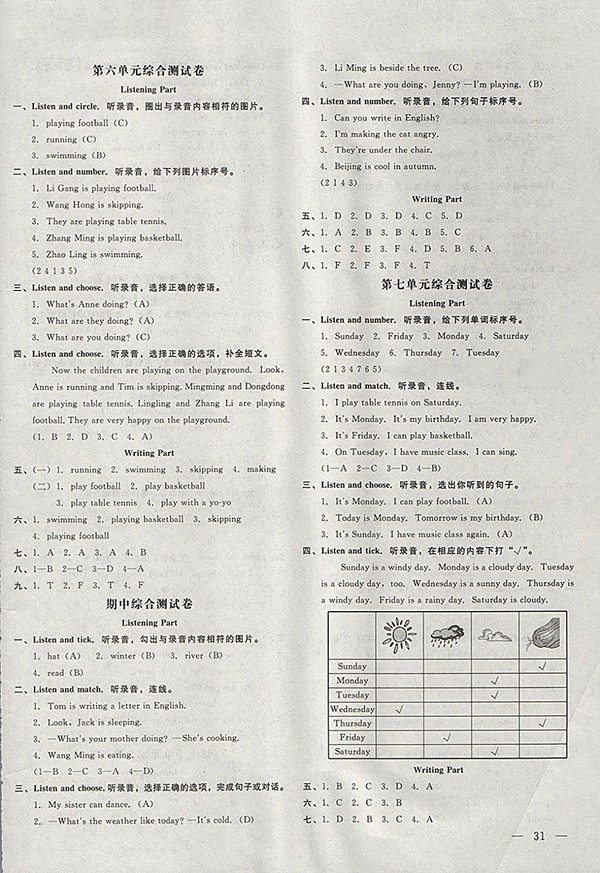 第六单元综合测试卷
Listening Part
一、Listen and circle. 听录音，圈出与录音内容相符的图片。
1. playing football（C）
2. running（C）
3. swimming（B）
二、Listen and number. 听录音，给下列图片标序号。
1. Li Gang is playing football.
2. Wang Hong is skipping.
3. They are playing table tennis.
4. Zhang Ming is playing basketball.
5. Zhao Ling is swimming.
(2 4 1 3 5)
三、Listen and choose. 听录音，选择正确的答语。
1. What's Anne doing?（A）
2. What are they doing?（A）
3. What are you doing?（A）
四、Listen and choose. 听录音，选择正确的选项，补全短文。
Now the children are playing on the playground. Look,
Anne is running and Tim is skipping. Mingming and Dongdong
are playing table tennis. Lingling and Zhang Li are playing
football. They are very happy on the playground.
(1. B 2. D 3. C 4. A)
Writing Part
五、(一) 1. running 2. swimming 3. skipping 4. making
(二) 1. play football 2. play basketball
3. play table tennis 4. play with a yo-yo
六、1. swimming 2. playing basketball 3. skipping
4. playing football
七、1. A 2. A 3. A 4. B
八、1—B 2—C 3—D 4—A
九、1. T 2. F 3. T 4. F
期中综合测试卷
Listening Part
一、Listen and tick. 听录音，勾出与录音内容相符的图片。
1. hat（A） 2. winter（B） 3. river（B）
4. read（B）
二、Listen and match. 听录音，连线。
1. Tom is writing a letter in English.
2. Look, Jack is sleeping.
3. —What's your mother doing? —She's cooking.
4. Wang Ming is eating.
(1—B 2—C 3—A 4—D)
三、Listen and choose. 听录音，选择正确的选项，完成句子或对话。
1. My sister can dance.（A）
2. —What's the weather like today? —It's cold.（D）
3. Li Ming is beside the tree.（C）
4. —What are you doing, Jenny? —I'm playing.（B）
四、Listen and number. 听录音，给下列句子标序号。
1. Can you write in English?
2. I'm making the cat angry.
3. They're under the chair.
4. Beijing is cool in autumn.
(2 1 4 3)
Writing Part
五、1. D 2. D 3. D 4. C 5. D
六、1. A 2. B 3. B 4. B 5. C
七、1. C 2. E 3. F 4. D 5. B 6. A
八、1. F 2. F 3. F 4. T
第七单元综合测试卷
Listening Part
一、Listen and number. 听录音，给下列单词标序号。
1. Sunday 2. Friday 3. Monday 4. Saturday
5. Wednesday 6. Thursday 7. Tuesday
(2 1 3 4 7 6 5)
二、Listen and match. 听录音，连线。
1. I play table tennis on Saturday.
2. It's Monday. It's my birthday. I am very happy.
3. It's Friday. I can play basketball.
4. On Tuesday, I have music class. I can sing.
(1—A 2—C 3—D 4—B)
三、Listen and choose. 听录音，选出你听到的句子。
1. It's Monday. I can play football.（A）
2. Today is Monday. Tomorrow is my birthday.（B）
3. It's Sunday. I have music class again.（A）
四、Listen and tick. 听录音，在相应的内容下打“√”。
Sunday is a windy day. Monday is a cloudy day. Tuesday
is a cloudy day, too. Wednesday is a sunny day. Thursday is
a windy day. Friday is a rainy day. Saturday is cloudy.
Sunday √
Monday √
Tuesday √
Wednesday √
Thursday √
Friday √
Saturday √
Writing Part
五、1. B 2. C 3. D 4. A
六、1. C 2. C 3. B
七、1. D 2. B 3. C 4. A
— 31 —